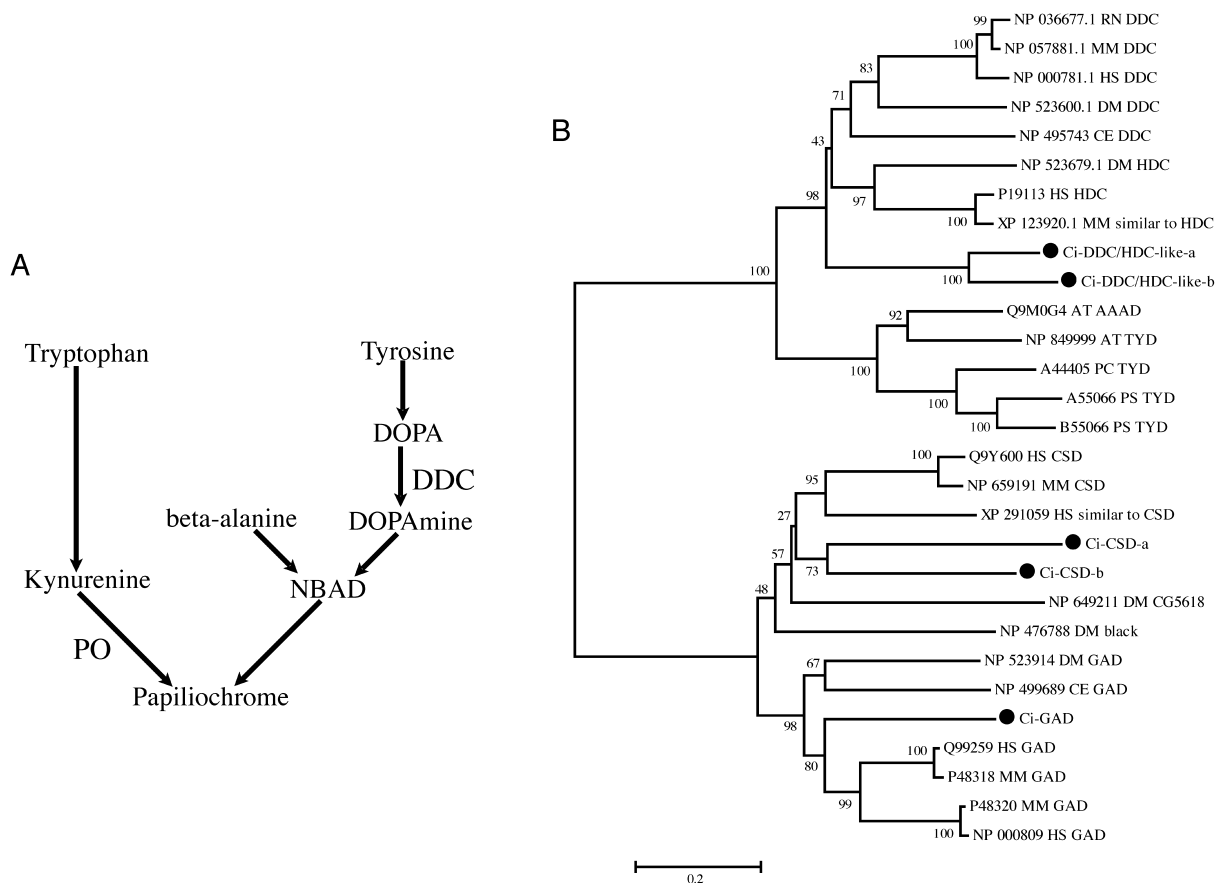 A
Tryptophan
Tyrosine
DOPA
DDC
beta-alanine
DOPAmine
Kynurenine
NBAD
PO
Papiliochrome
B
99
NP 036677.1 RN DDC
100
NP 057881.1 MM DDC
83
NP 000781.1 HS DDC
71
NP 523600.1 DM DDC
43
NP 495743 CE DDC
NP 523679.1 DM HDC
98
97
P19113 HS HDC
100
XP 123920.1 MM similar to HDC
Ci-DDC/HDC-like-a
100
100
Ci-DDC/HDC-like-b
92
Q9M0G4 AT AAAD
NP 849999 AT TYD
100
A44405 PC TYD
100
A55066 PS TYD
100
B55066 PS TYD
100
Q9Y600 HS CSD
95
NP 659191 MM CSD
27
XP 291059 HS similar to CSD
57
Ci-CSD-a
73
Ci-CSD-b
48
NP 649211 DM CG5618
NP 476788 DM black
67
NP 523914 DM GAD
NP 499689 CE GAD
98
Ci-GAD
80
100
Q99259 HS GAD
P48318 MM GAD
99
P48320 MM GAD
100
NP 000809 HS GAD
0.2